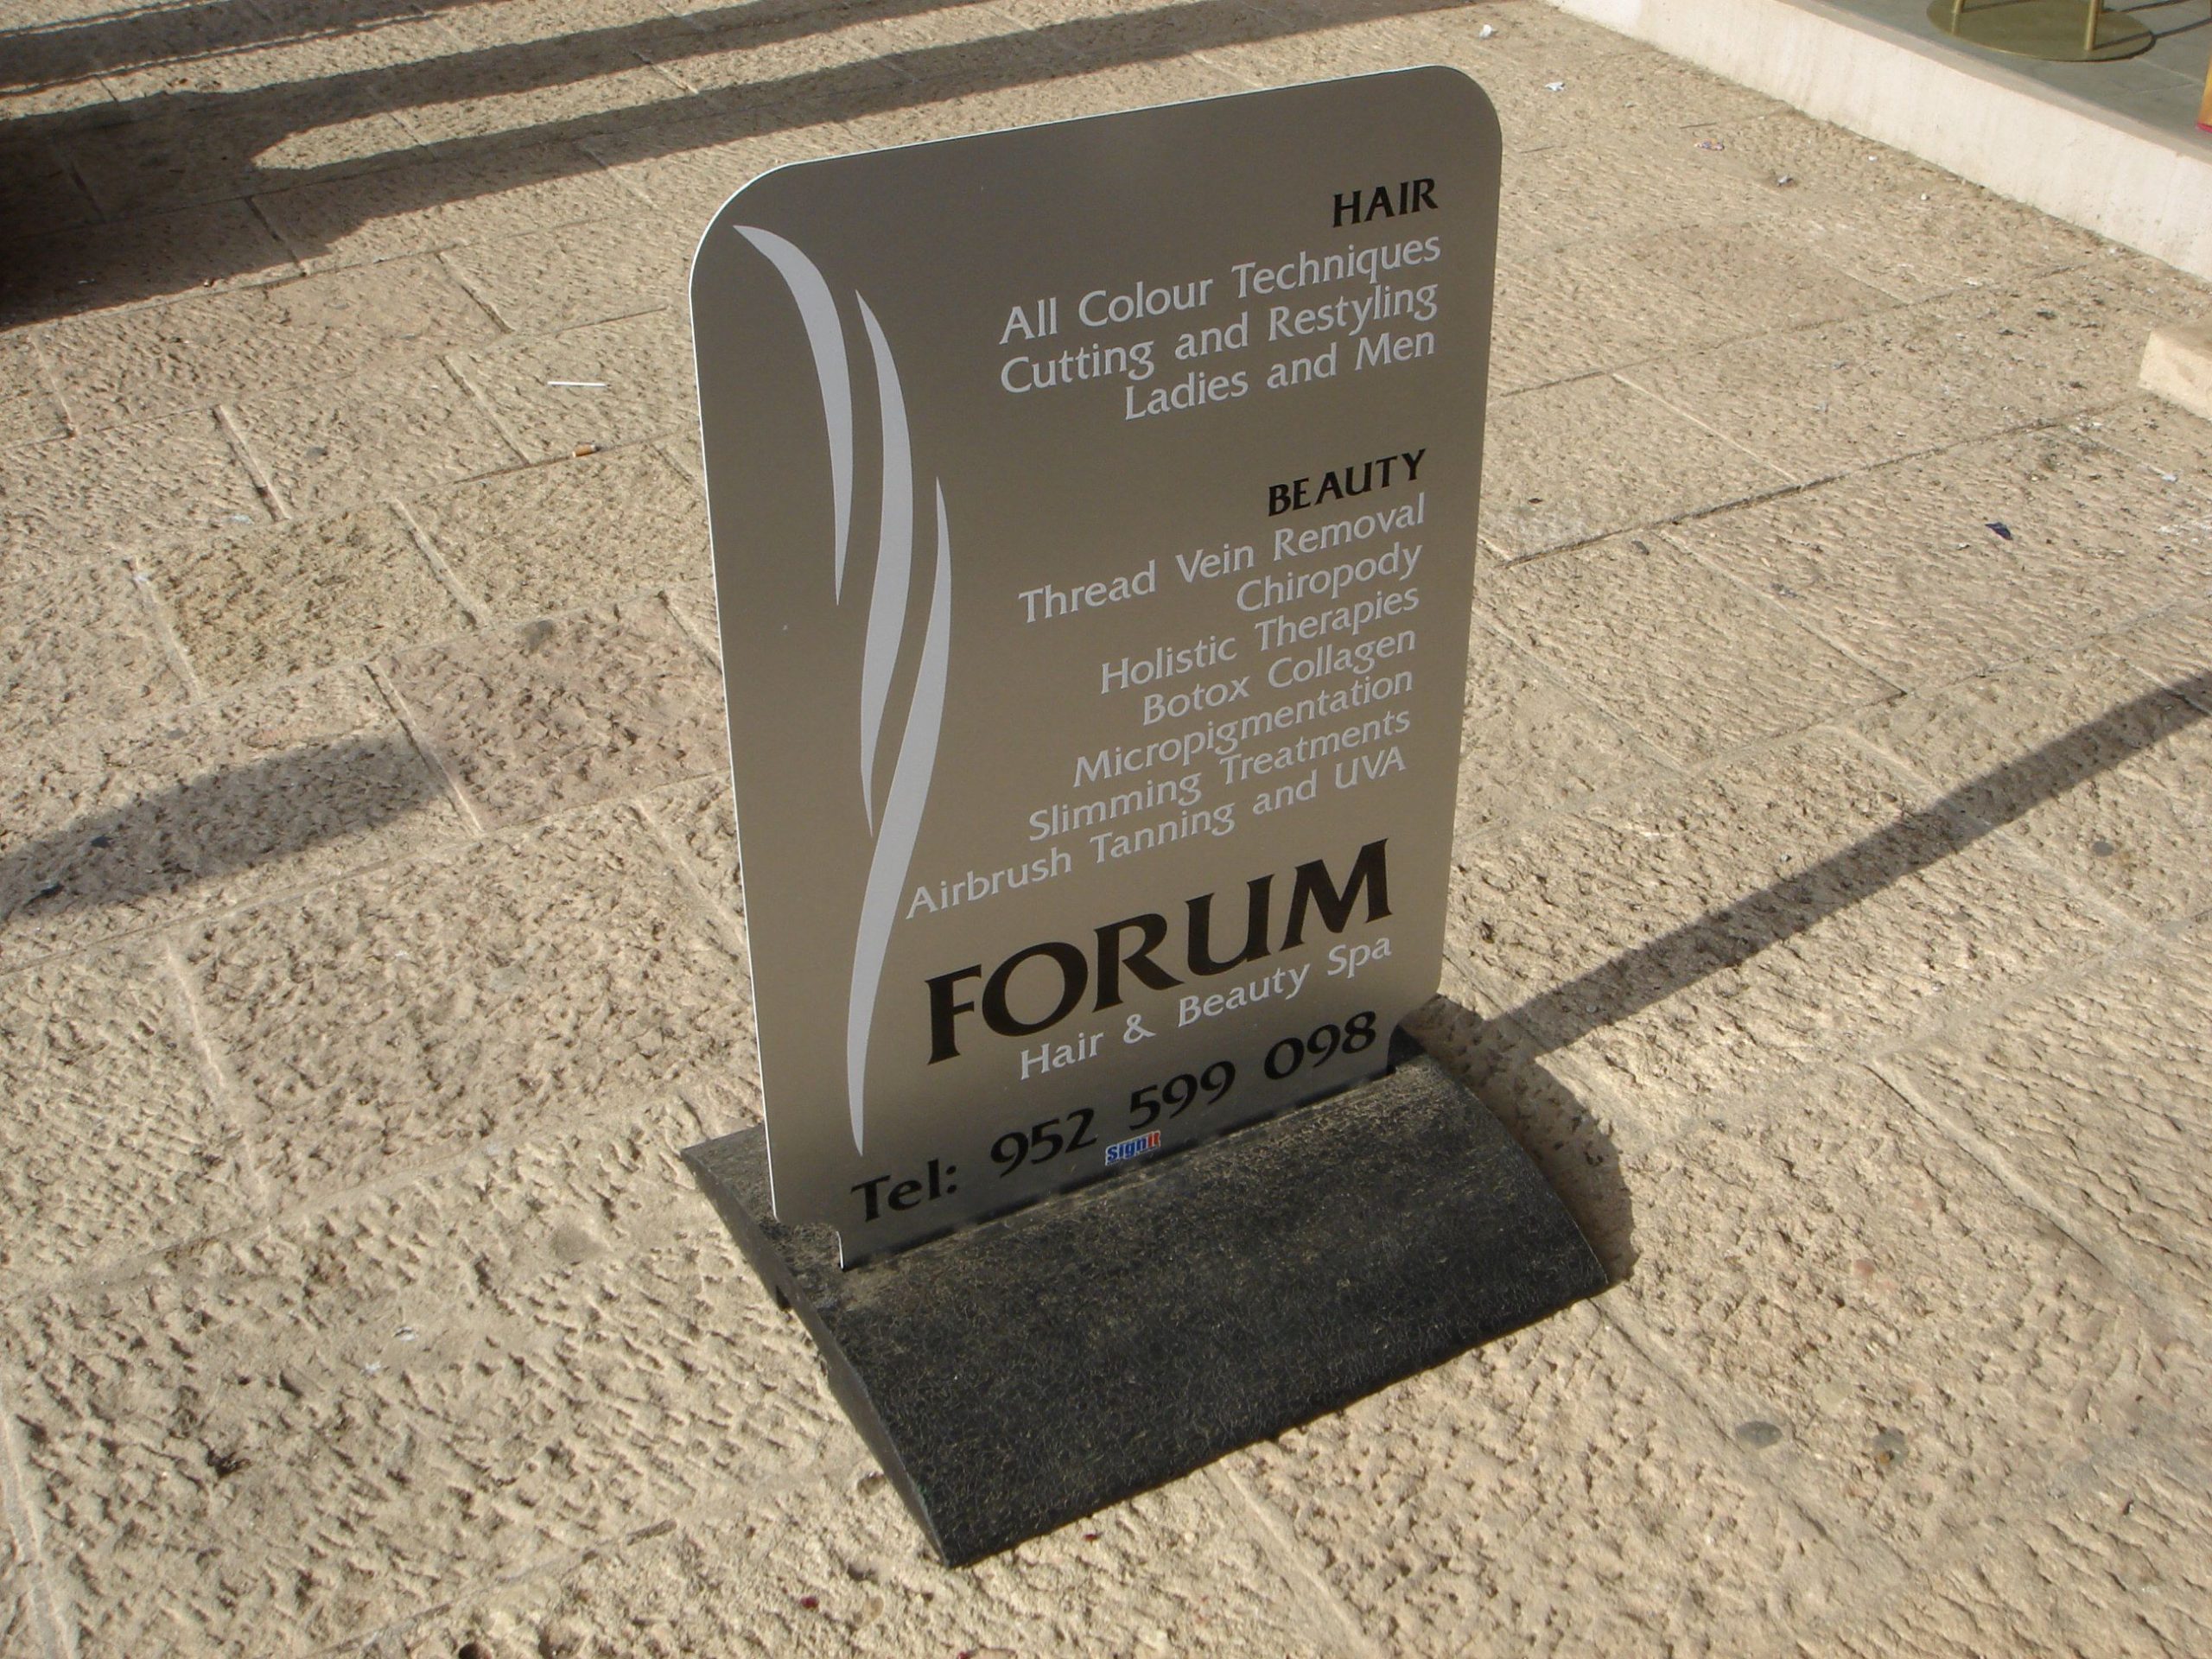 HAIR
All Colour Techniques
Cutting and Restyling
Ladies and Men
BEAUTY
Thread Vein Removal
Chiropody
Holistic Therapies
Botox Collagen
Micropigmentation
Slimming Treatments
Airbrush Tanning and UVA
FORUM
Hair & Beauty Spa
Tel: 952 599 098
signit